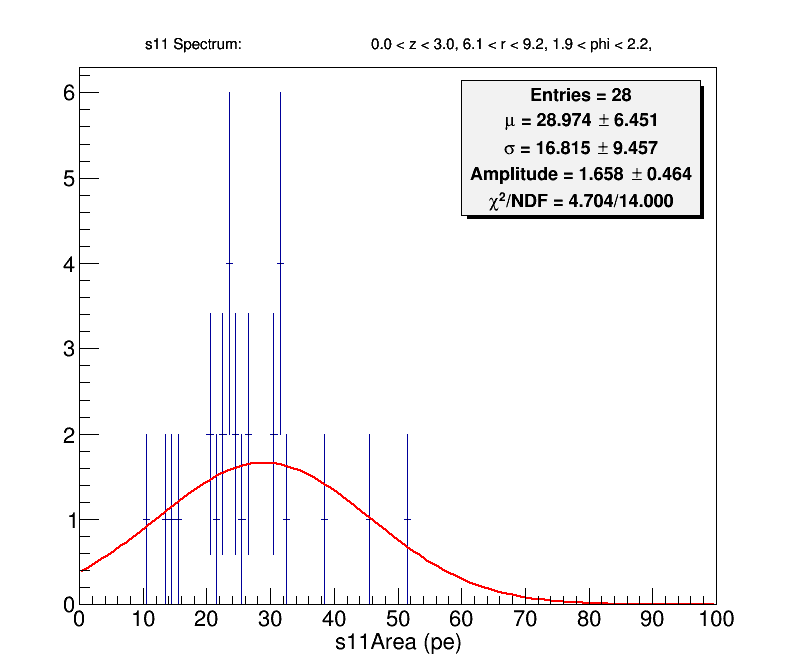 s11 Spectrum: 0.0 < z < 3.0, 6.1 < r < 9.2, 1.9 < phi < 2.2,
Entries = 28
μ = 28.974 ± 6.451
σ = 16.815 ± 9.457
Amplitude = 1.658 ± 0.464
χ²/NDF = 4.704/14.000
6
5
4
3
2
1
0
0 10 20 30 40 50 60 70 80 90 100
s11Area (pe)